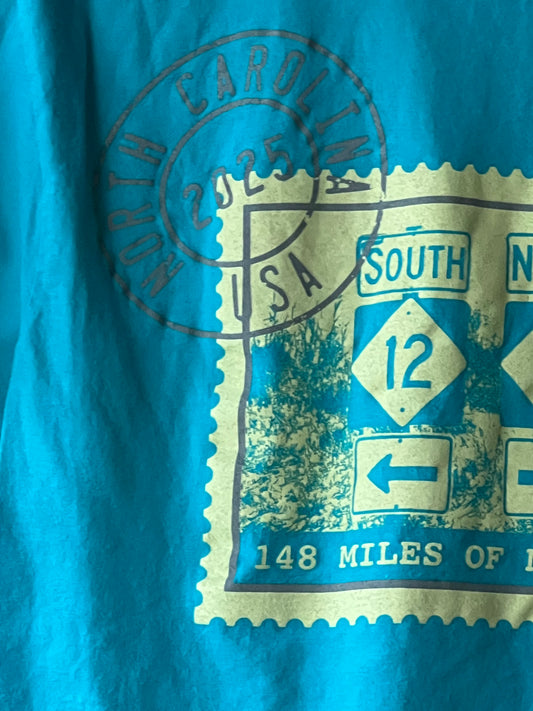 NORTH CAROLINA
2025
USA
SOUTH
N
12
148 MILES OF